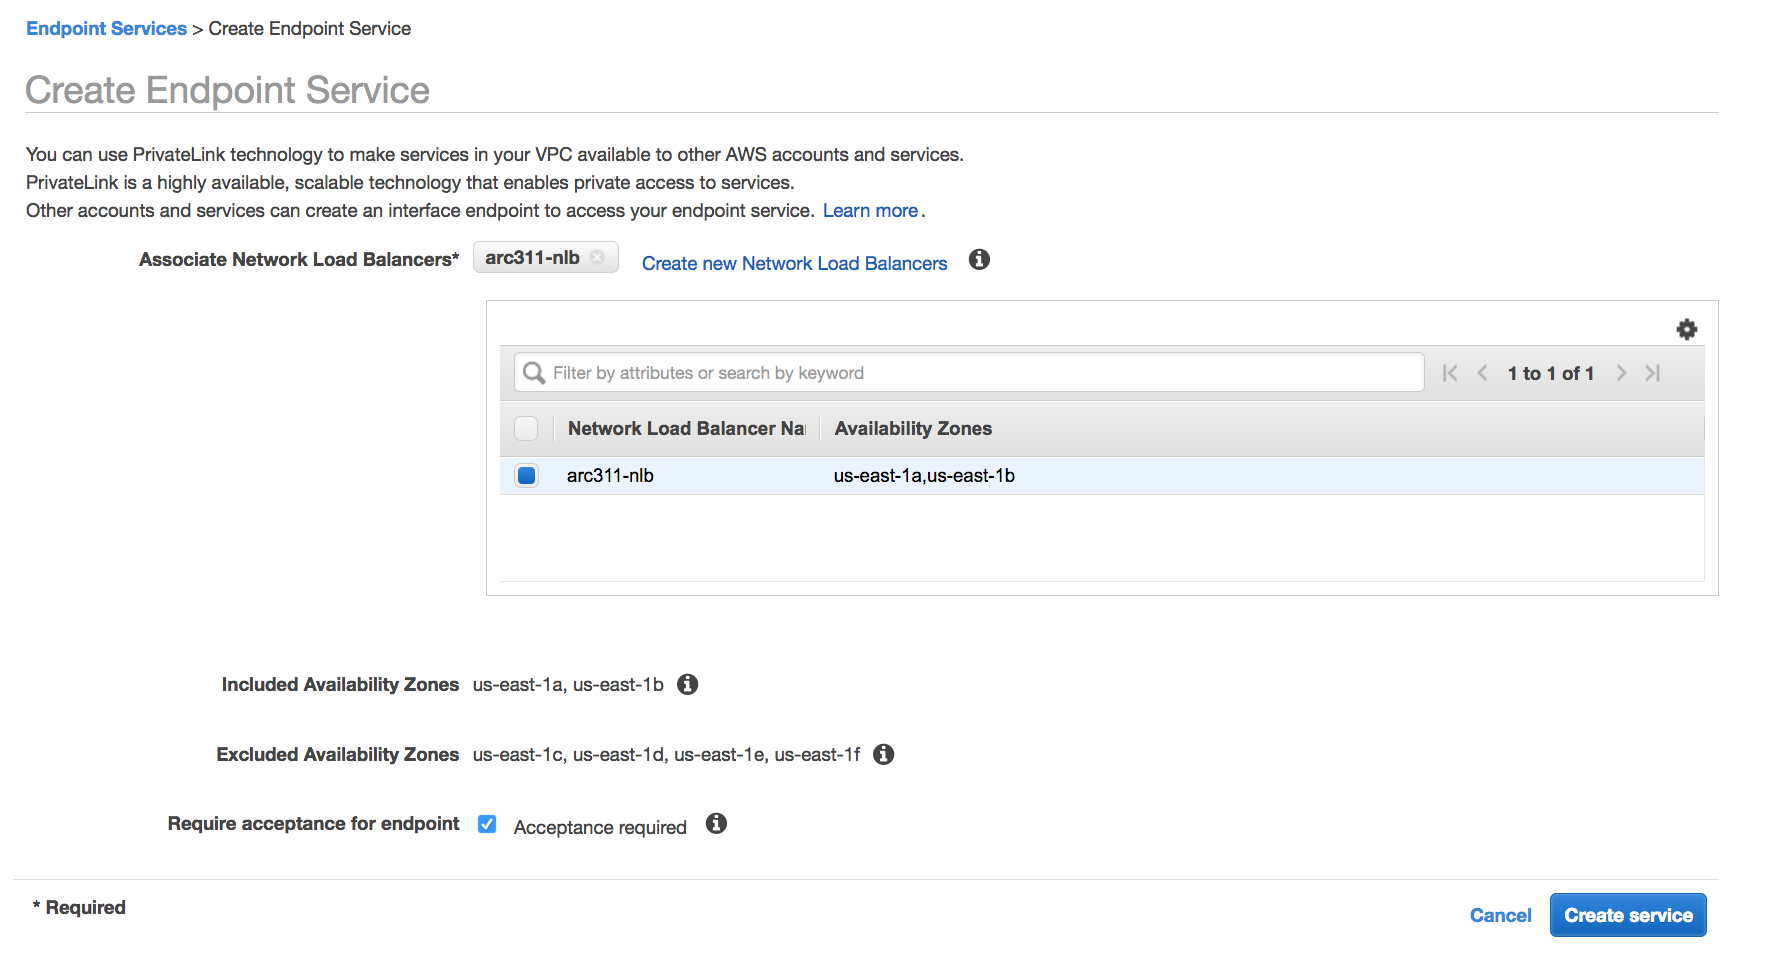 Endpoint Services > Create Endpoint Service
Create Endpoint Service
You can use PrivateLink technology to make services in your VPC available to other AWS accounts and services.
PrivateLink is a highly available, scalable technology that enables private access to services.
Other accounts and services can create an interface endpoint to access your endpoint service. Learn more.
Associate Network Load Balancers* arc311-nlb Create new Network Load Balancers
Filter by attributes or search by keyword 1 to 1 of 1
Network Load Balancer Na Availability Zones
arc311-nlb us-east-1a,us-east-1b
Included Availability Zones us-east-1a, us-east-1b
Excluded Availability Zones us-east-1c, us-east-1d, us-east-1e, us-east-1f
Require acceptance for endpoint Acceptance required
* Required
Cancel Create service